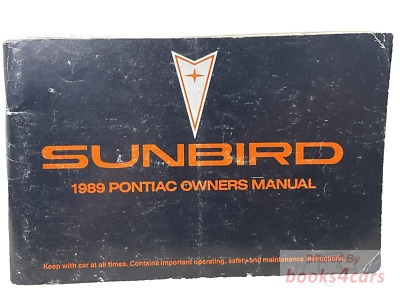 SUNBIRD
1989 PONTIAC OWNERS MANUAL
Keep with car at all times. Contains important operating, safety and maintenance instructions.
By
books4cars